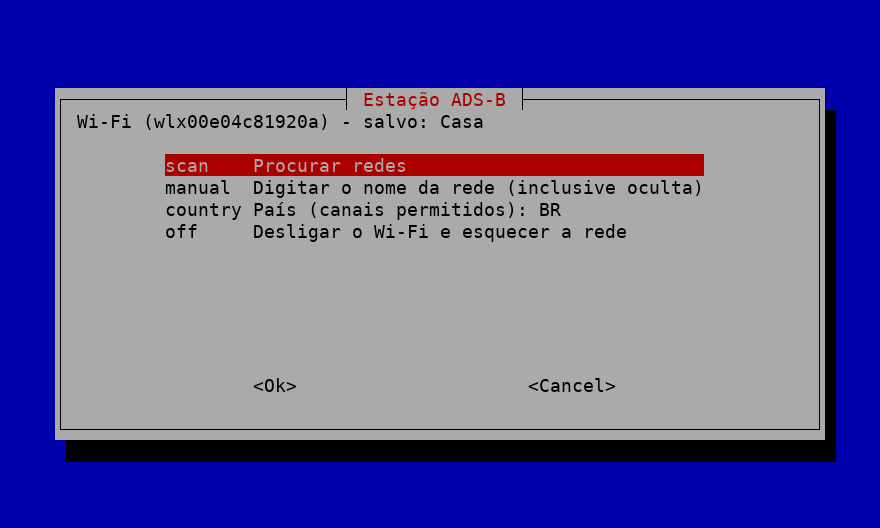 Estação ADS-B
Wi-Fi (wlx00e04c81920a) - salvo: Casa
scan Procurar redes
manual Digitar o nome da rede (inclusive oculta)
country País (canais permitidos): BR
off Desligar o Wi-Fi e esquecer a rede
<Ok> <Cancel>